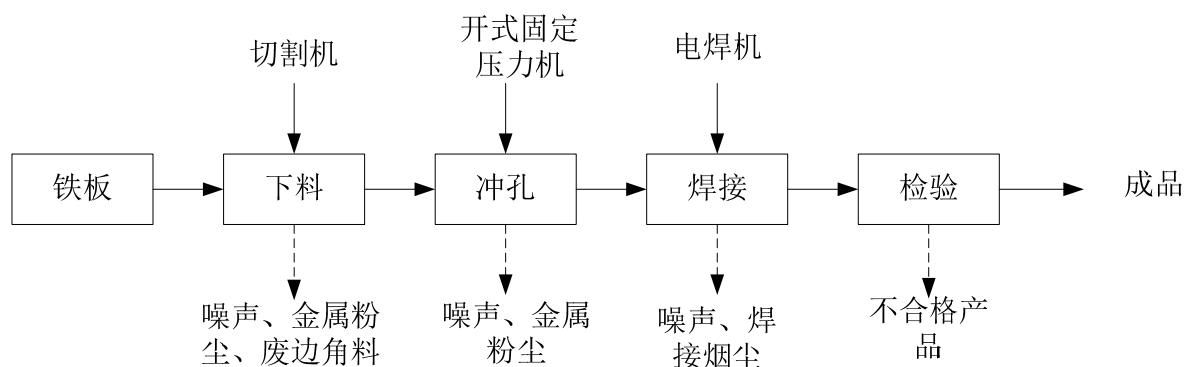 切割机
开式固定
压力机
电焊机
铁板
下料
冲孔
焊接
检验
成品
噪声、金属粉
尘、废边角料
噪声、金属
粉尘
噪声、焊
接烟尘
不合格产
品